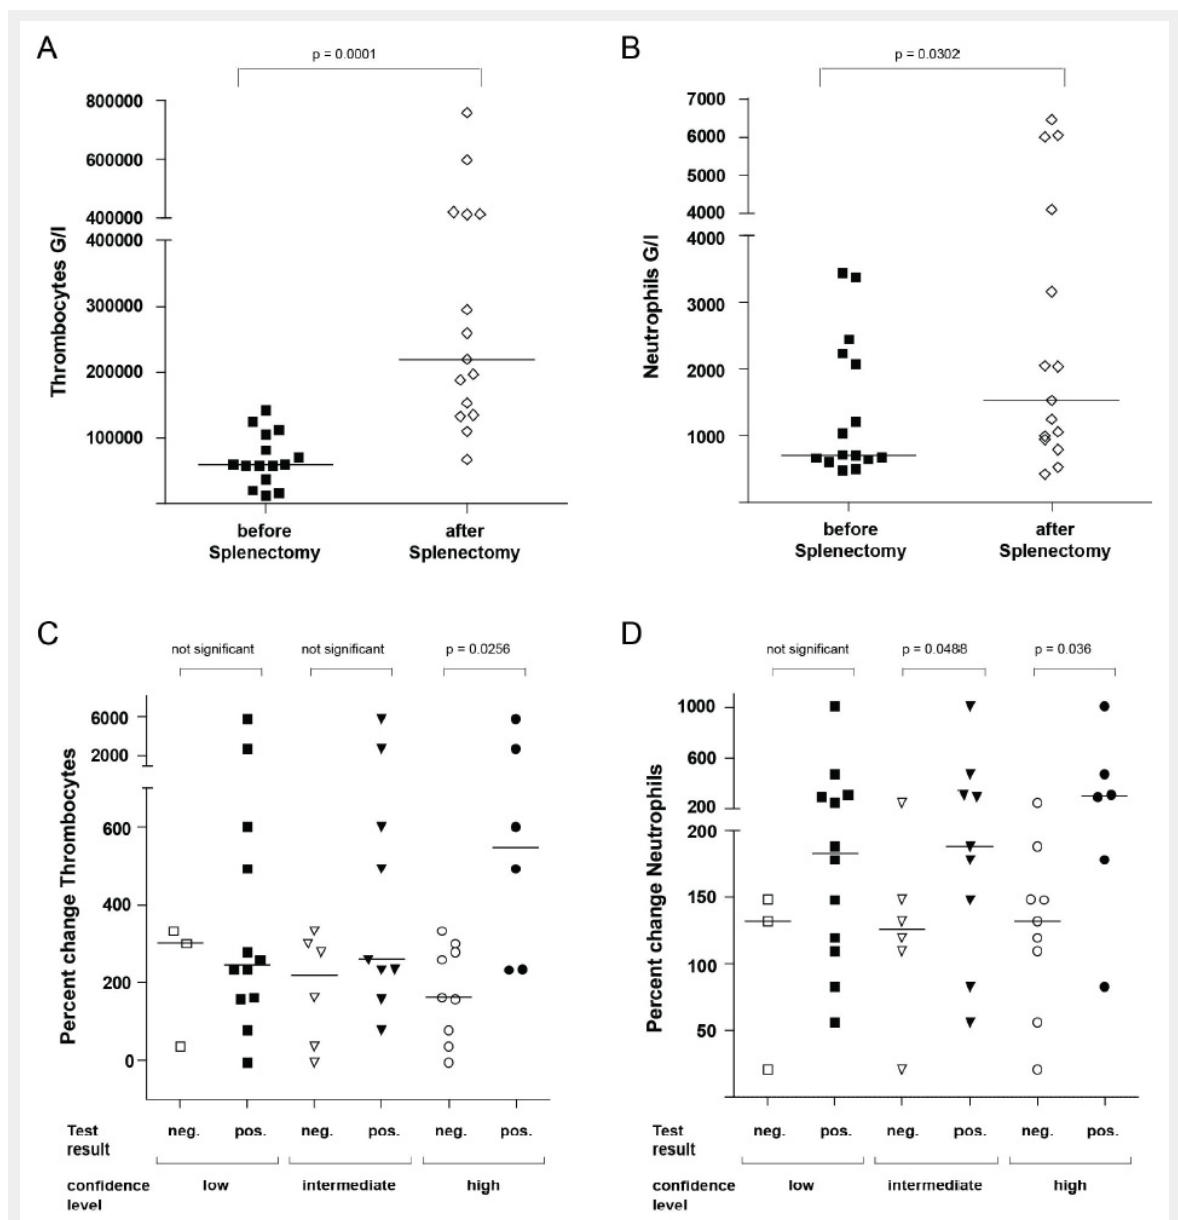 A
p = 0.0001
800000
600000
400000
400000
300000
200000
100000
Thrombocytes G/l
before
Splenectomy
after
Splenectomy
B
p = 0.0302
7000
6000
5000
4000
4000
3000
2000
1000
Neutrophils G/l
before
Splenectomy
after
Splenectomy
C
not significant
not significant
p = 0.0256
6000
2000
600
400
200
0
Percent change Thrombocytes
Test
result
neg.
pos.
neg.
pos.
neg.
pos.
confidence
level
low
intermediate
high
D
not significant
p = 0.0488
p = 0.036
1000
600
200
200
150
100
50
Percent change Neutrophils
Test
result
neg.
pos.
neg.
pos.
neg.
pos.
confidence
level
low
intermediate
high